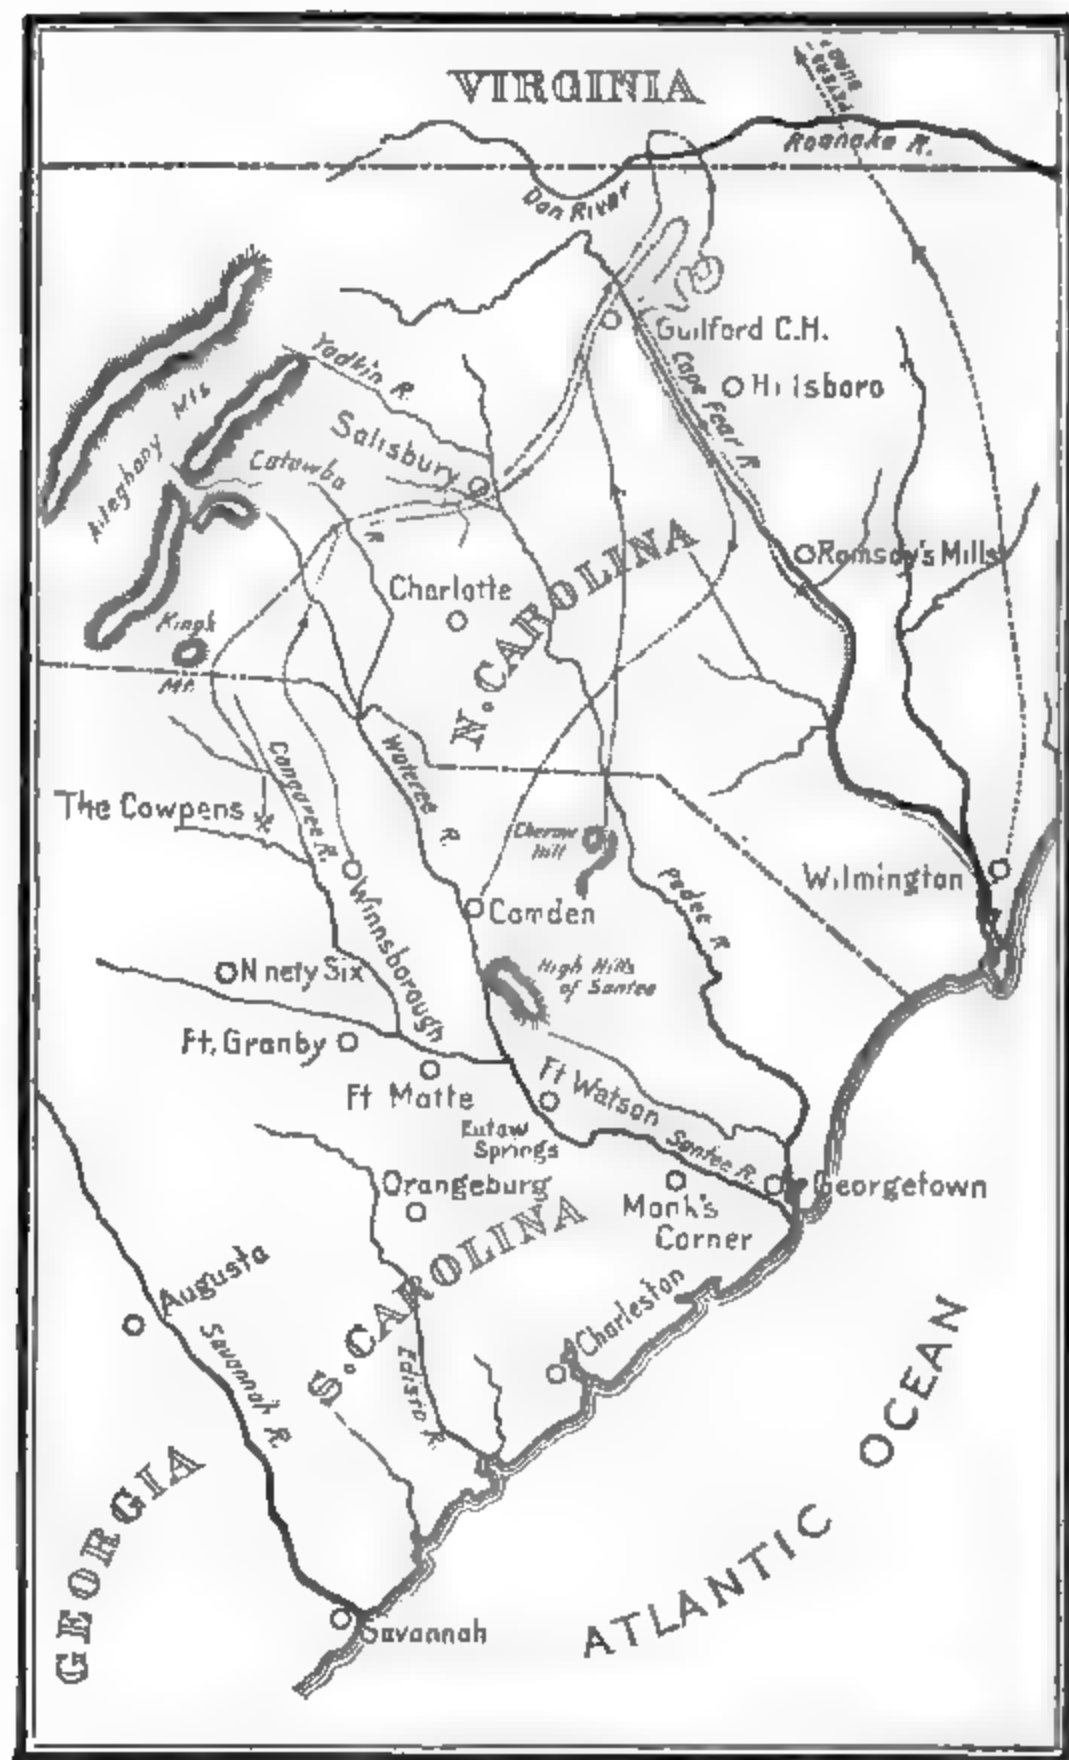 VIRGINIA
Roanoke R.
Dan River
Guilford C.H.
Yadkin R.
Cape Fear R
Hillsboro
Alleghany Mts
Salisbury
Catawba R
N. CAROLINA
Ramsay's Mills
Charlotte
Kings
Mt.
Congaree R.
Wateree R.
The Cowpens
Cheraw
Hill
Pedee R
Wilmington
Camden
Winnsborough
Ninety Six
High Hills
of Santee
Ft. Granby
Ft Motte
Ft Watson
Eutaw
Springs
Santee R.
Orangeburg
Monk's
Corner
Georgetown
S. CAROLINA
Augusta
Charleston
Savannah R.
Edisto R.
OCEAN
GEORGIA
ATLANTIC
Savannah